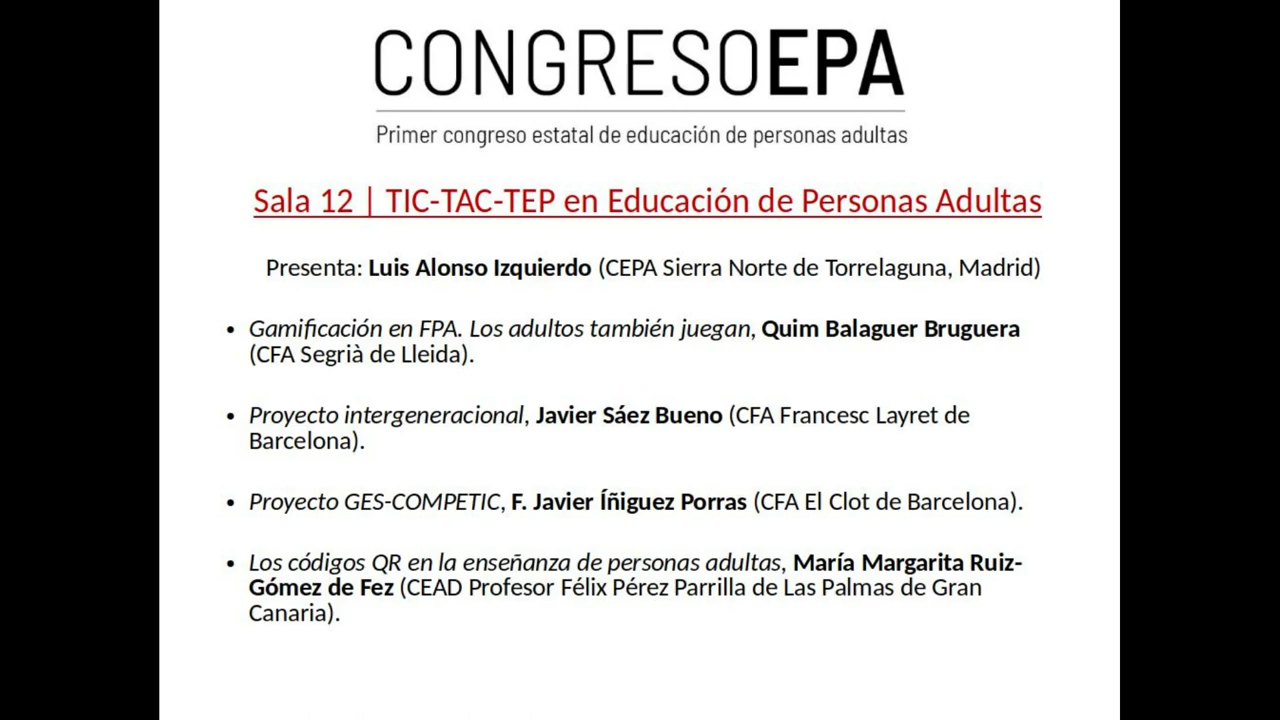 CONGRESOEPA
Primer congreso estatal de educación de personas adultas
Sala 12 | TIC-TAC-TEP en Educación de Personas Adultas
Presenta: Luis Alonso Izquierdo (CEPA Sierra Norte de Torrelaguna, Madrid)
• Gamificación en FPA. Los adultos también juegan, Quim Balaguer Bruguera
(CFA Segrià de Lleida).
• Proyecto intergeneracional, Javier Sáez Bueno (CFA Francesc Layret de
Barcelona).
• Proyecto GES-COMPETIC, F. Javier Íñiguez Porras (CFA El Clot de Barcelona).
• Los códigos QR en la enseñanza de personas adultas, María Margarita Ruiz-
Gómez de Fez (CEAD Profesor Félix Pérez Parrilla de Las Palmas de Gran
Canaria).